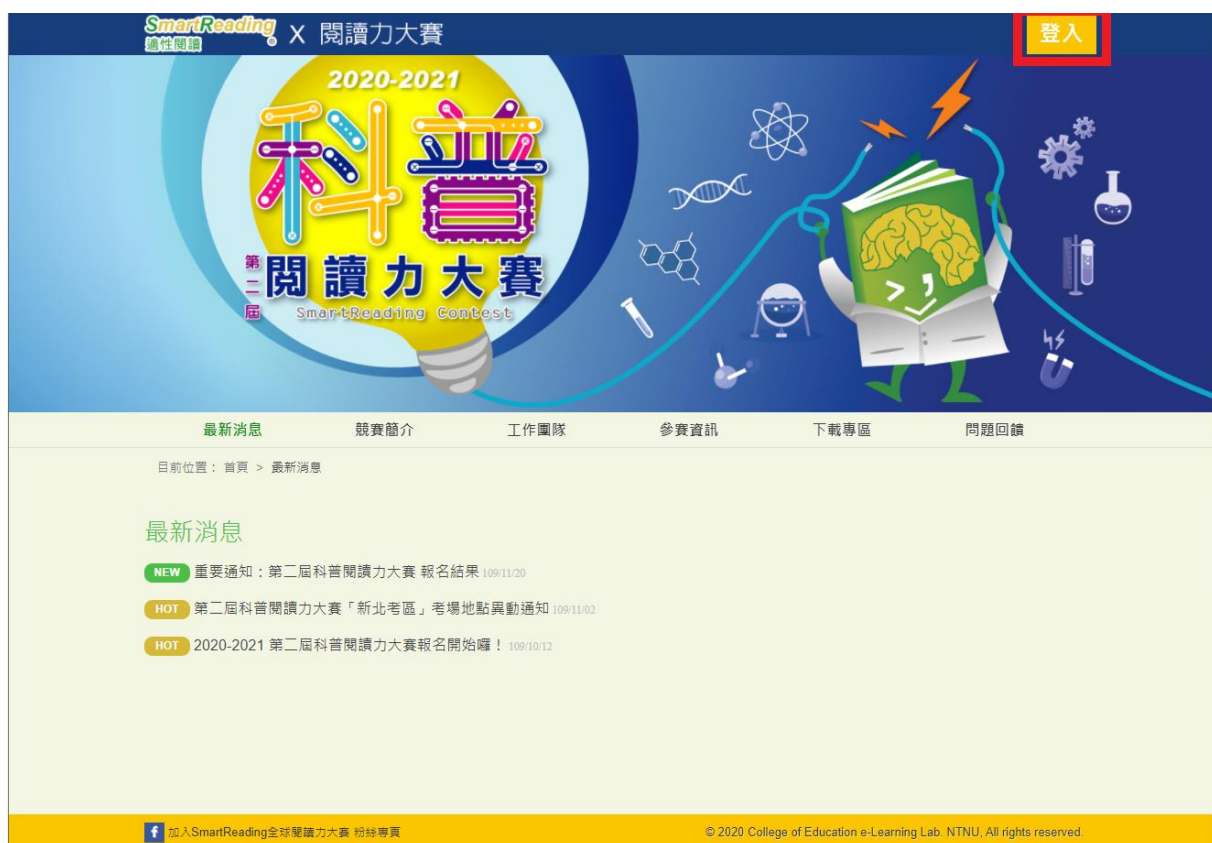 SmartReading
適性閱讀
X 閱讀力大賽
登入
2020-2021
科普
第二屆
閱讀力大賽
SmartReading Contest
最新消息 競賽簡介 工作團隊 參賽資訊 下載專區 問題回饋
目前位置： 首頁 > 最新消息
最新消息
NEW 重要通知：第二屆科普閱讀力大賽 報名結果 109/11/20
HOT 第二屆科普閱讀力大賽「新北考區」考場地點異動通知 109/11/02
HOT 2020-2021 第二屆科普閱讀力大賽報名開始囉！ 109/10/12
f 加入SmartReading全球閱讀力大賽 粉絲專頁 © 2020 College of Education e-Learning Lab. NTNU, All rights reserved.